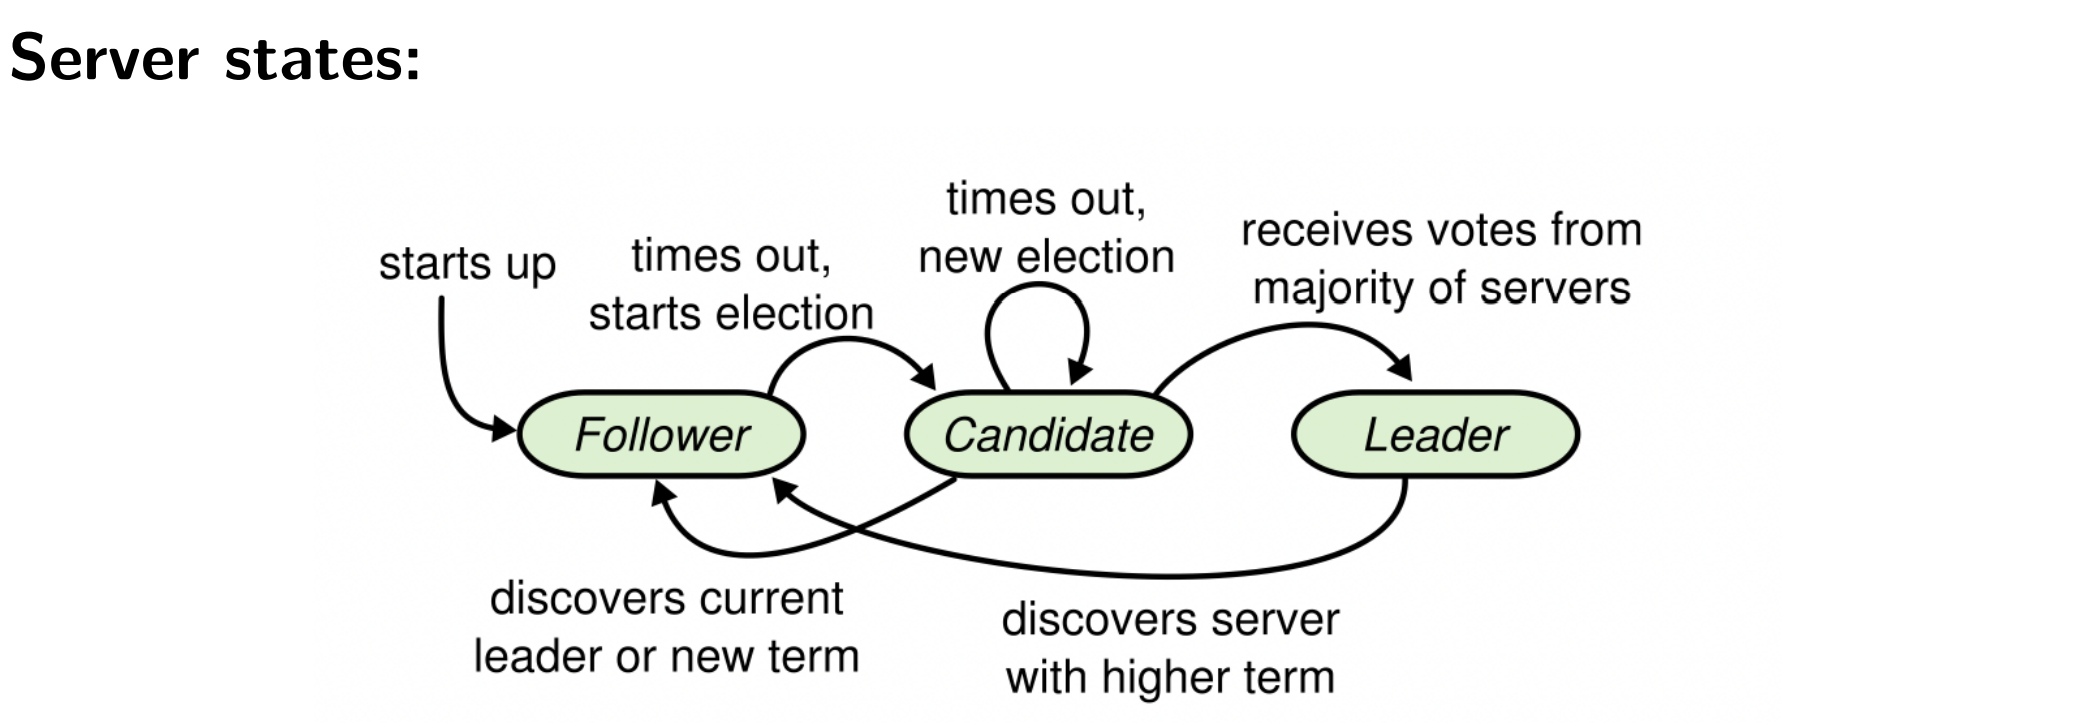 Server states:
starts up
times out,
starts election
times out,
new election
receives votes from
majority of servers
Follower
Candidate
Leader
discovers current
leader or new term
discovers server
with higher term